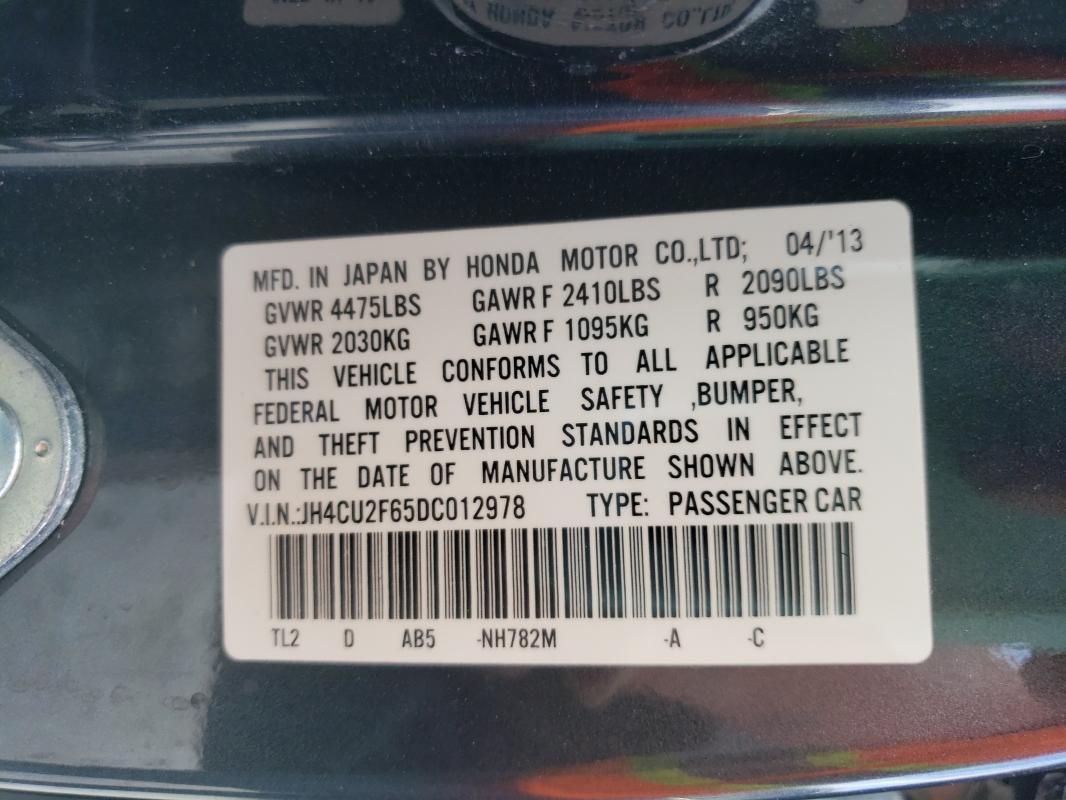 MFD. IN JAPAN BY HONDA MOTOR CO.,LTD; 04/'13
GVWR 4475LBS GAWR F 2410LBS R 2090LBS
GVWR 2030KG GAWR F 1095KG R 950KG
THIS VEHICLE CONFORMS TO ALL APPLICABLE
FEDERAL MOTOR VEHICLE SAFETY ,BUMPER,
AND THEFT PREVENTION STANDARDS IN EFFECT
ON THE DATE OF MANUFACTURE SHOWN ABOVE.
V.I.N.:JH4CU2F65DC012978 TYPE: PASSENGER CAR
TL2 D AB5 -NH782M -A -C